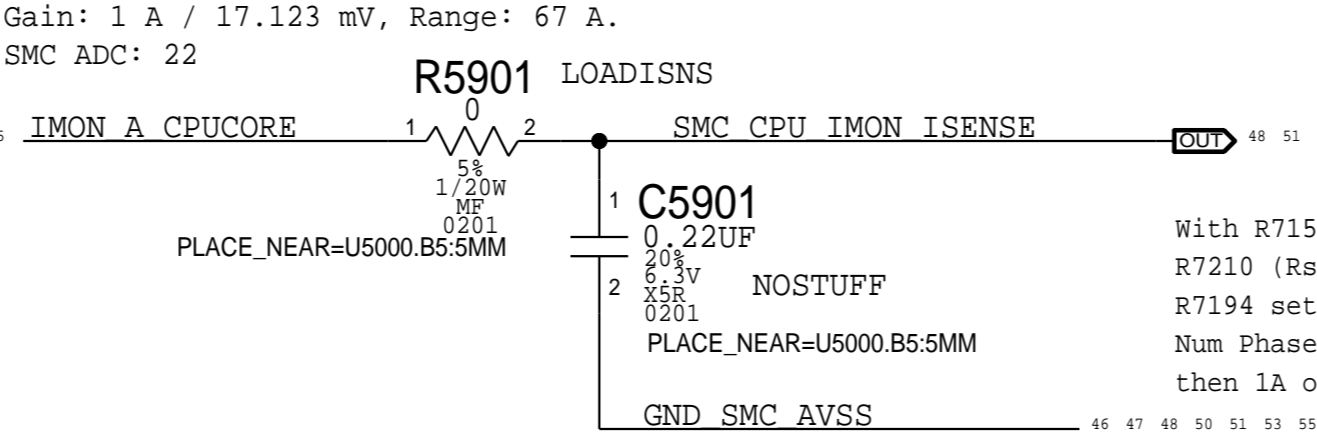 Gain: 1 A / 17.123 mV, Range: 67 A.
SMC ADC: 22
R5901 LOADISNS
0
IMON_A_CPUCORE 1 2 SMC_CPU_IMON_ISENSE OUT 48 51
5%
1/20W
MF
0201
PLACE_NEAR=U5000.B5:5MM
1 C5901
0.22UF
20%
6.3V
2 X5R NOSTUFF
0201
PLACE_NEAR=U5000.B5:5MM
With R715
R7210 (Rs
R7194 set
Num Phase
then 1A o
GND_SMC_AVSS 46 47 48 50 51 53 55